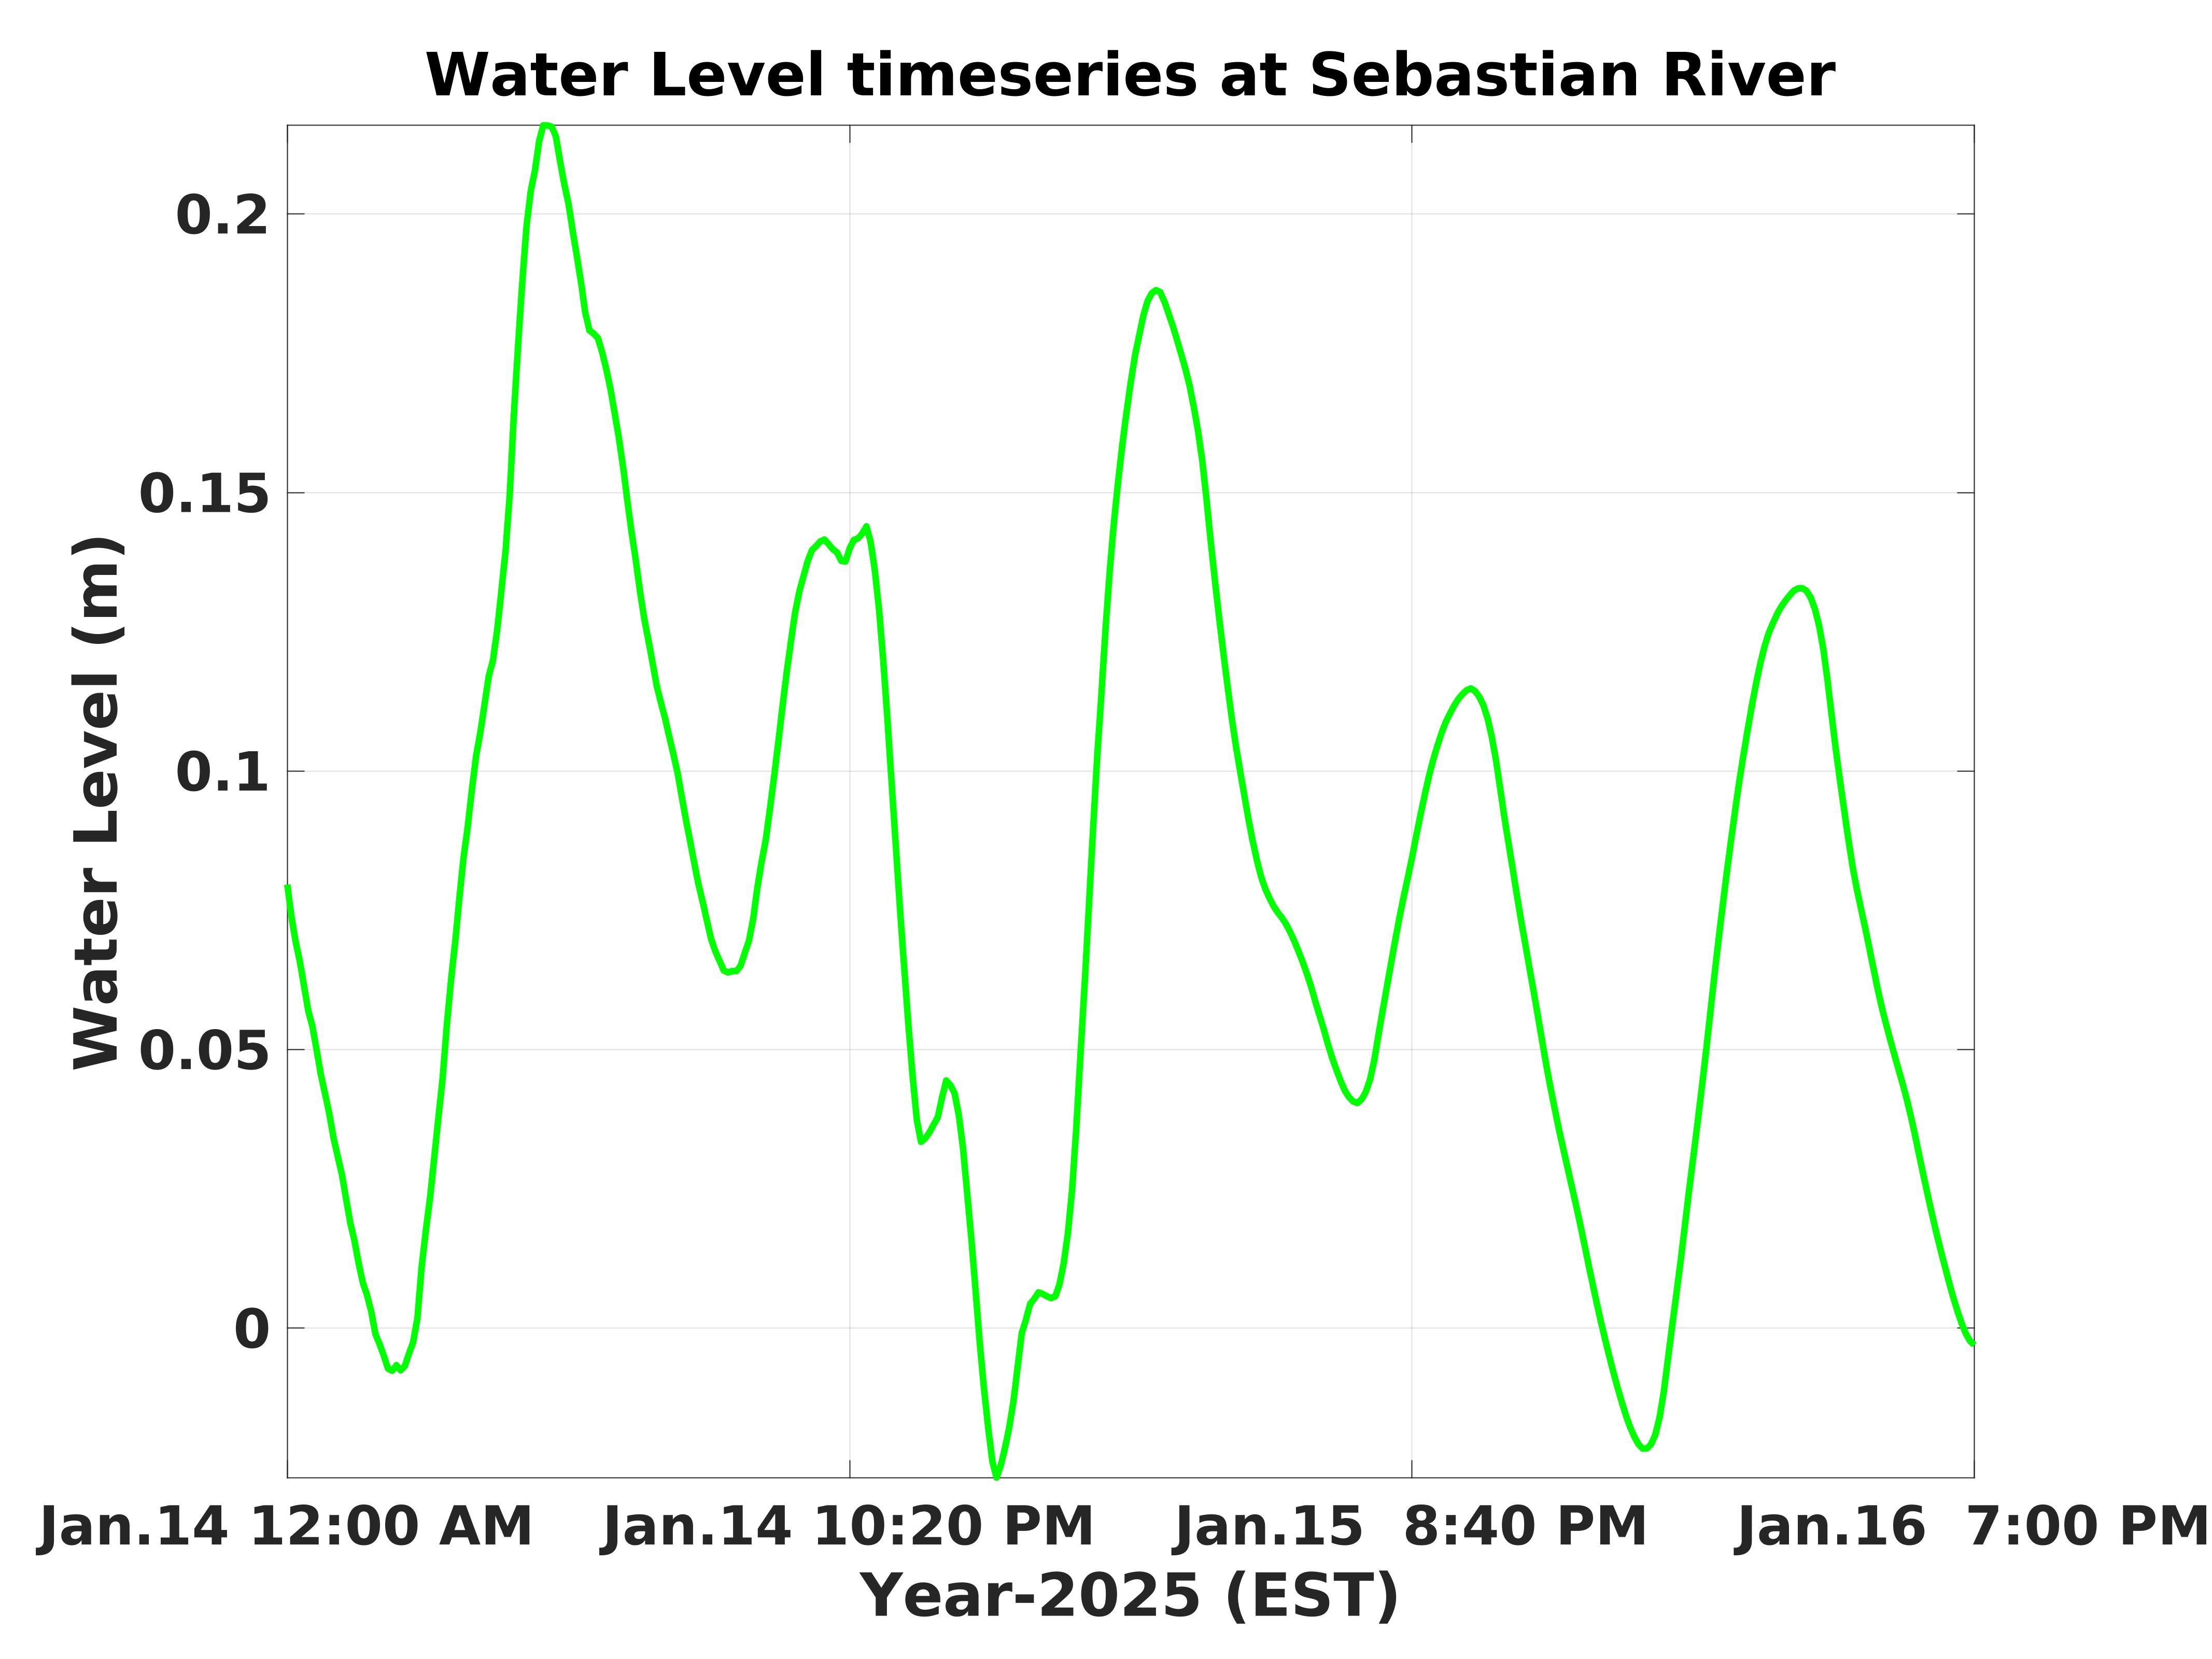 Water Level timeseries at Sebastian River
Water Level (m)
0.2
0.15
0.1
0.05
0
Jan.14 12:00 AM
Jan.14 10:20 PM
Jan.15 8:40 PM
Jan.16 7:00 PM
Year-2025 (EST)